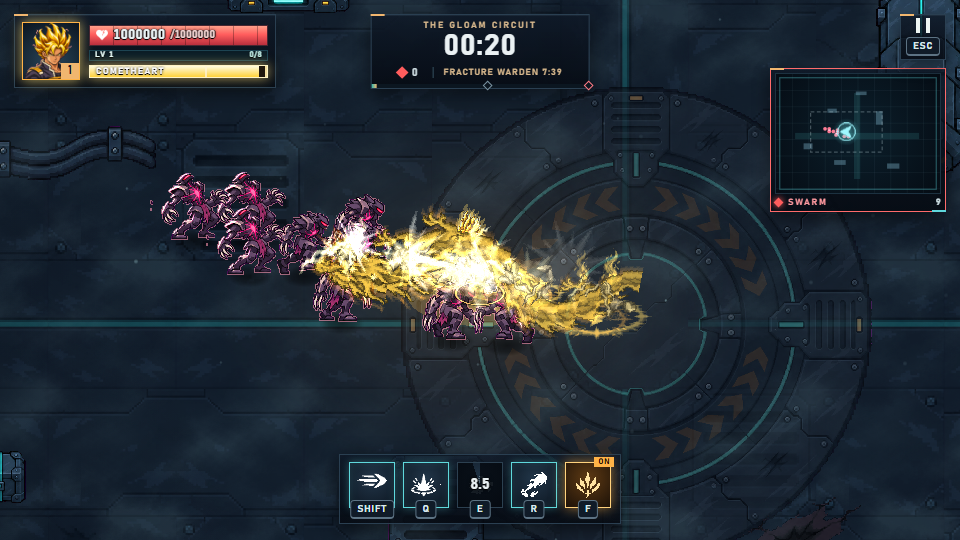 1000000 /1000000
LV 1
0/8
1
COMETHEART
THE GLOAM CIRCUIT
00:20
0
FRACTURE WARDEN 7:39
ESC
SWARM
9
8.5
ON
SHIFT
Q
E
R
F